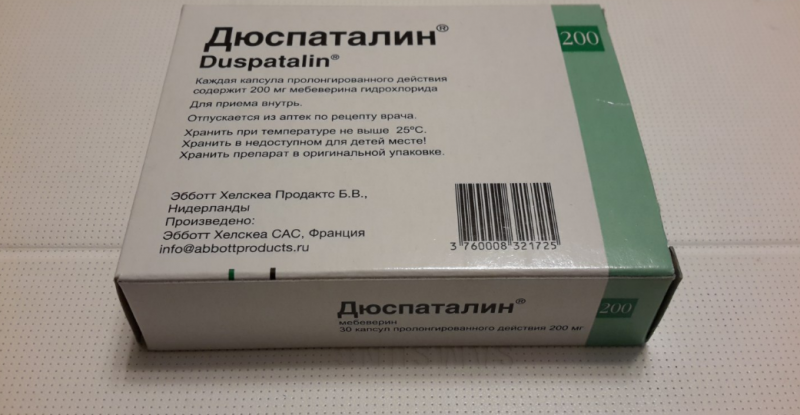 Дюспаталин®
200
Duspatalin®
Каждая капсула пролонгированного действия
содержит 200 мг мебеверина гидрохлорида
Для приема внутрь.
Отпускается из аптек по рецепту врача.
Хранить при температуре не выше 25°C.
Хранить в недоступном для детей месте!
Хранить препарат в оригинальной упаковке.
Эбботт Хелскеа Продактс Б.В.,
Нидерланды
Произведено:
Эбботт Хелскеа САС, Франция
info@abbottproducts.ru
3 760008 321725
Дюспаталин®
200
мебеверин
30 капсул пролонгированного действия 200 мг